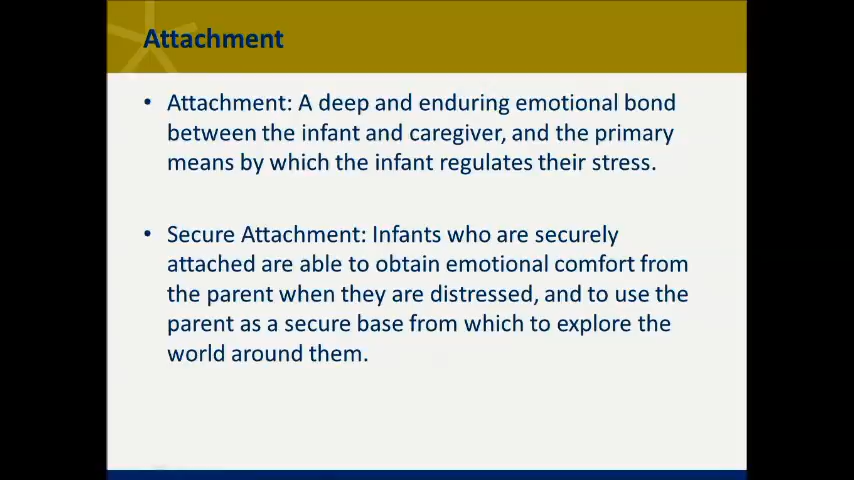 Attachment
• Attachment: A deep and enduring emotional bond
between the infant and caregiver, and the primary
means by which the infant regulates their stress.
• Secure Attachment: Infants who are securely
attached are able to obtain emotional comfort from
the parent when they are distressed, and to use the
parent as a secure base from which to explore the
world around them.